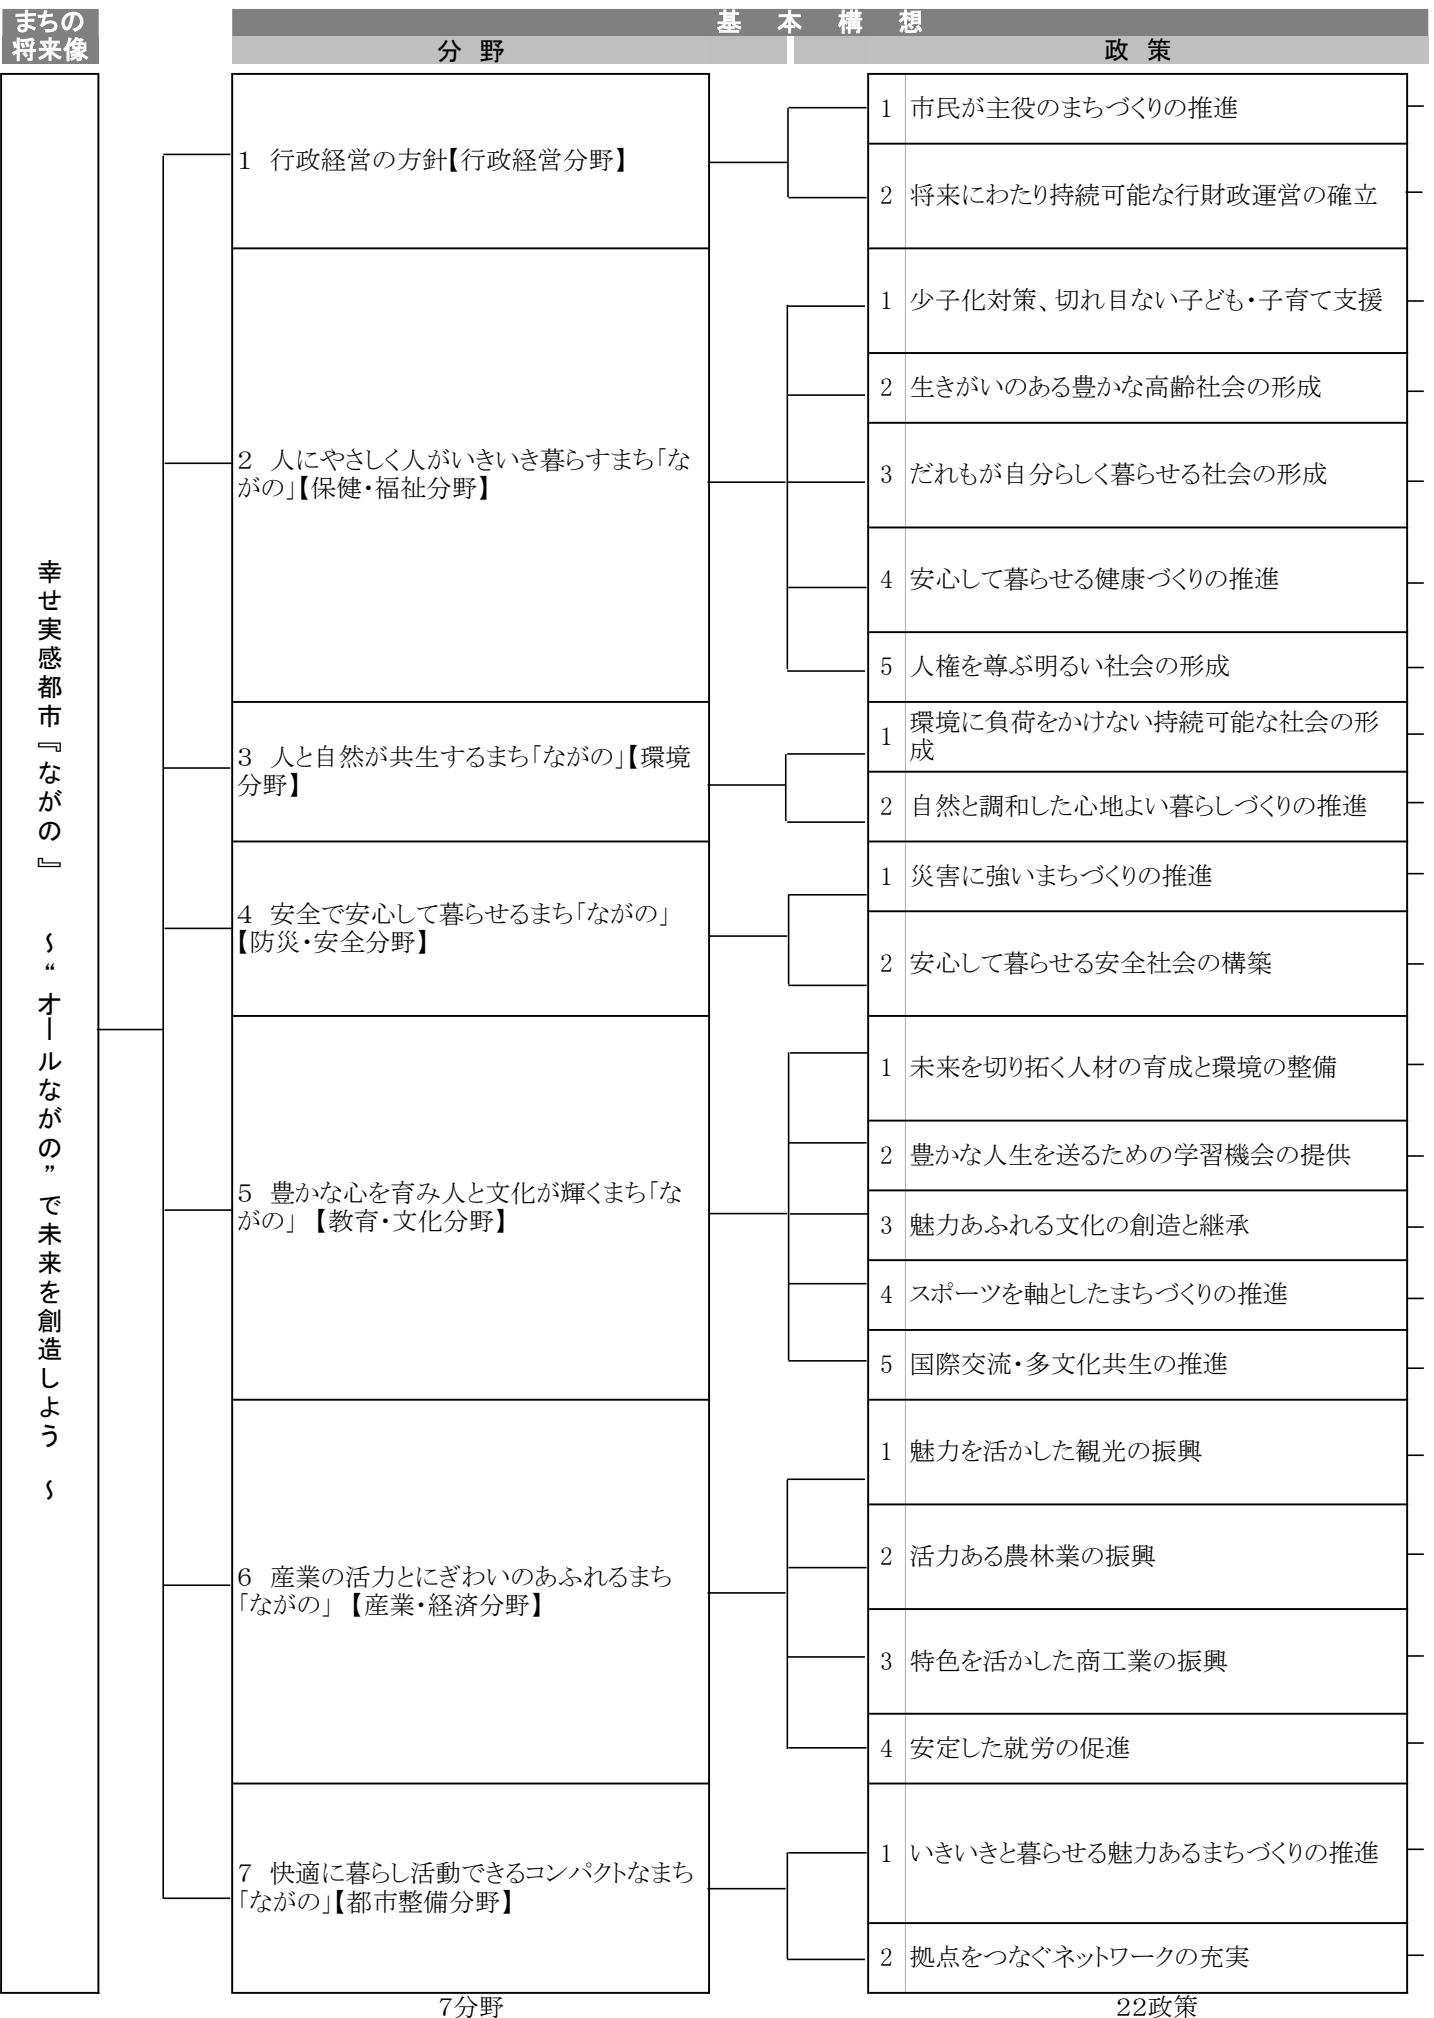 まちの
将来像
基本構想
分野
政策
幸せ実感都市『ながの』 ～“オールながの”で未来を創造しよう ～
1 行政経営の方針【行政経営分野】
1 市民が主役のまちづくりの推進
2 将来にわたり持続可能な行財政運営の確立
2 人にやさしく人がいきいき暮らすまち「な
がの」【保健・福祉分野】
1 少子化対策、切れ目ない子ども・子育て支援
2 生きがいのある豊かな高齢社会の形成
3 だれもが自分らしく暮らせる社会の形成
4 安心して暮らせる健康づくりの推進
5 人権を尊ぶ明るい社会の形成
3 人と自然が共生するまち「ながの」【環境
分野】
1 環境に負荷をかけない持続可能な社会の形
成
2 自然と調和した心地よい暮らしづくりの推進
4 安全で安心して暮らせるまち「ながの」
【防災・安全分野】
1 災害に強いまちづくりの推進
2 安心して暮らせる安全社会の構築
5 豊かな心を育み人と文化が輝くまち「な
がの」 【教育・文化分野】
1 未来を切り拓く人材の育成と環境の整備
2 豊かな人生を送るための学習機会の提供
3 魅力あふれる文化の創造と継承
4 スポーツを軸としたまちづくりの推進
5 国際交流・多文化共生の推進
6 産業の活力とにぎわいのあふれるまち
「ながの」 【産業・経済分野】
1 魅力を活かした観光の振興
2 活力ある農林業の振興
3 特色を活かした商工業の振興
4 安定した就労の促進
7 快適に暮らし活動できるコンパクトなまち
「ながの」【都市整備分野】
1 いきいきと暮らせる魅力あるまちづくりの推進
2 拠点をつなぐネットワークの充実
7分野
22政策